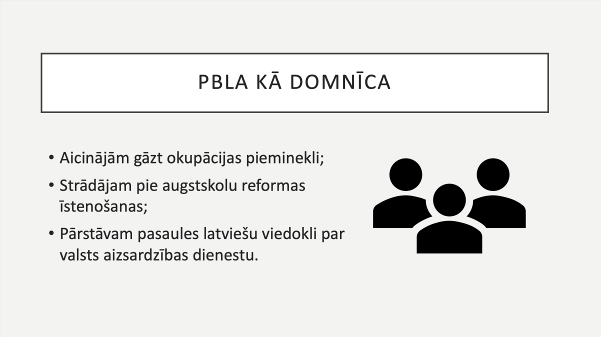 PBLA KĀ DOMNĪCA
• Aicinājām gāzt okupācijas pieminekli;
• Strādājam pie augstskolu reformas
īstenošanas;
• Pārstāvam pasaules latviešu viedokli par
valsts aizsardzības dienestu.